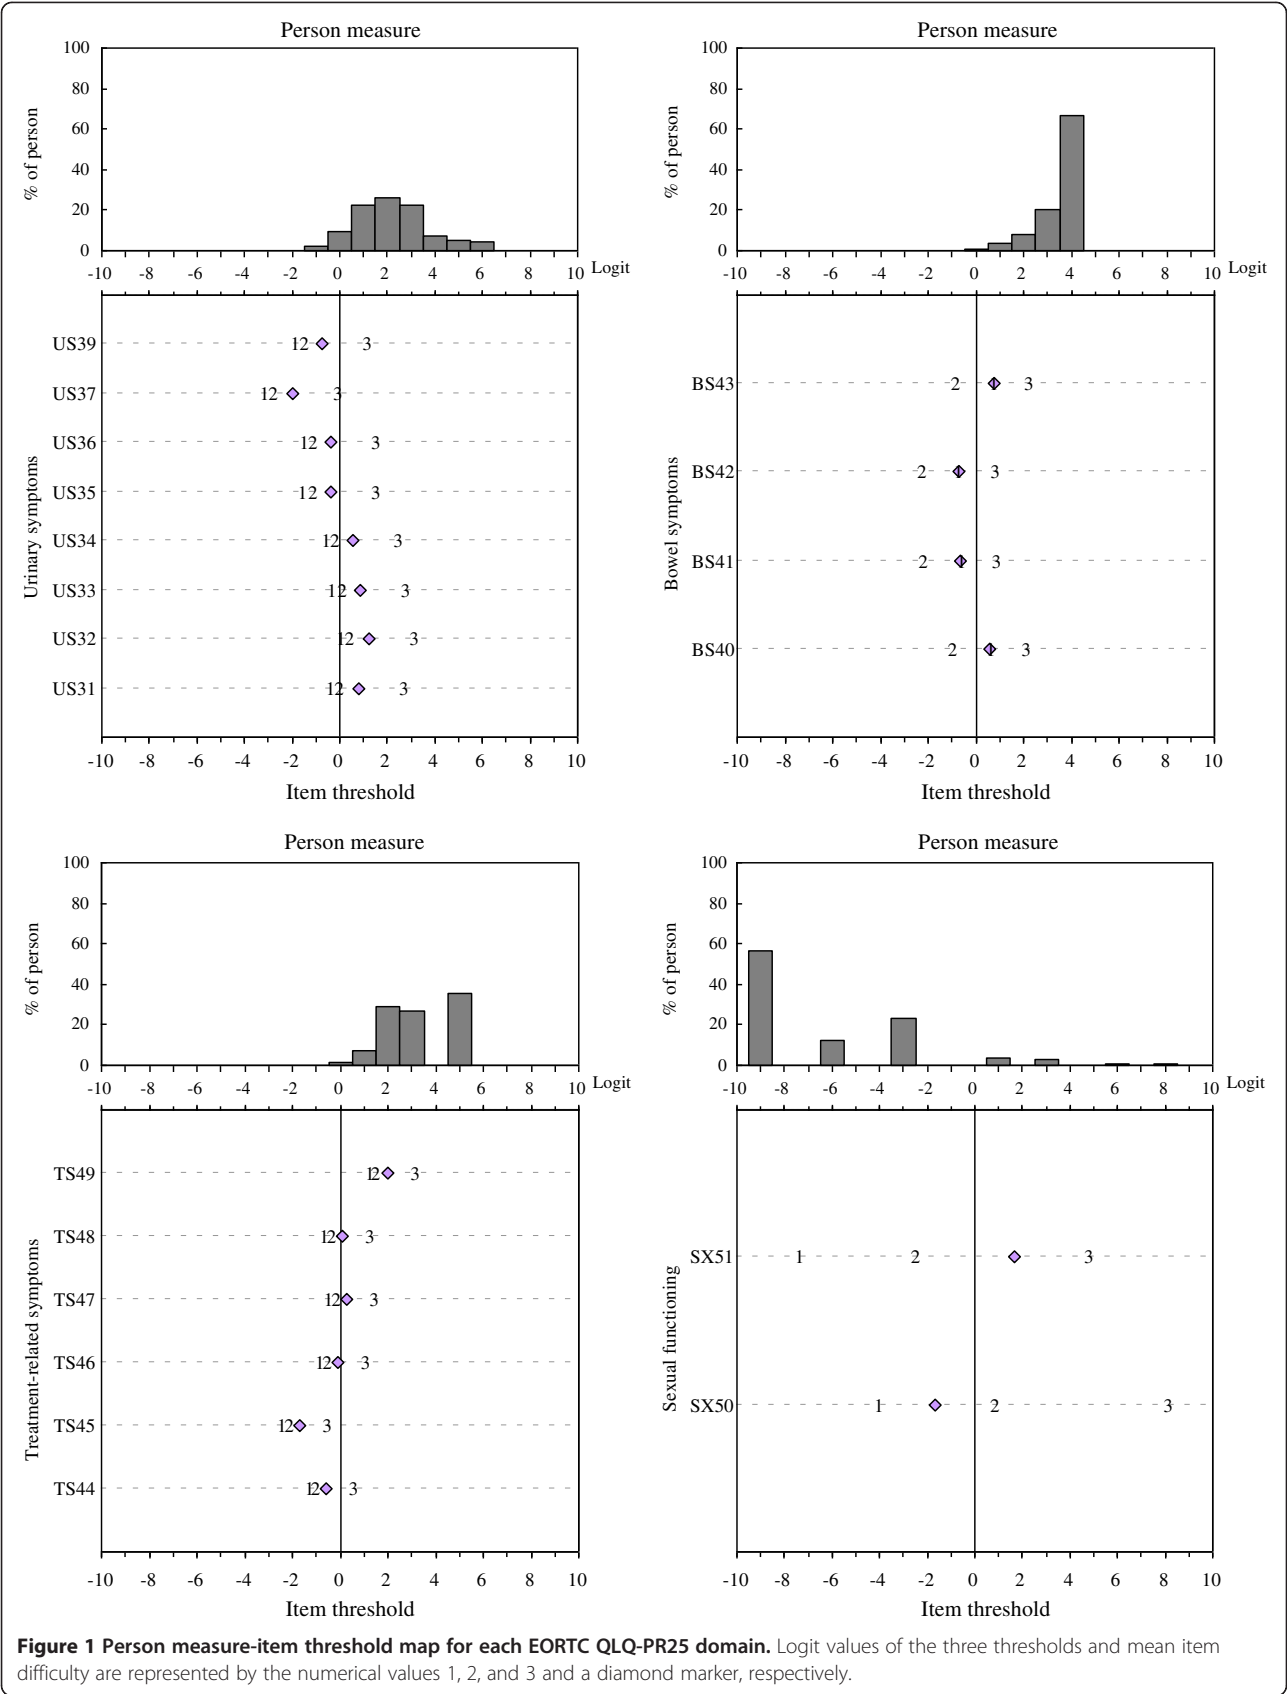 Person measure
100
80
60
40
20
0
% of person
-10 -8 -6 -4 -2 0 2 4 6 8 10 Logit
US39 12 3
US37 12 3
US36 12 3
US35 12 3
US34 12 3
US33 12 3
US32 12 3
US31 12 3
Urinary symptoms
-10 -8 -6 -4 -2 0 2 4 6 8 10
Item threshold
Person measure
100
80
60
40
20
0
% of person
-10 -8 -6 -4 -2 0 2 4 6 8 10 Logit
BS43 2 3
BS42 2 3
BS41 2 3
BS40 2 3
Bowel symptoms
-10 -8 -6 -4 -2 0 2 4 6 8 10
Item threshold
Person measure
100
80
60
40
20
0
% of person
-10 -8 -6 -4 -2 0 2 4 6 8 10 Logit
TS49 12 3
TS48 12 3
TS47 12 3
TS46 12 3
TS45 12 3
TS44 12 3
Treatment-related symptoms
-10 -8 -6 -4 -2 0 2 4 6 8 10
Item threshold
Person measure
100
80
60
40
20
0
% of person
-10 -8 -6 -4 -2 0 2 4 6 8 10 Logit
SX51 1 2 3
SX50 1 2 3
Sexual functioning
-10 -8 -6 -4 -2 0 2 4 6 8 10
Item threshold
Figure 1 Person measure-item threshold map for each EORTC QLQ-PR25 domain. Logit values of the three thresholds and mean item
difficulty are represented by the numerical values 1, 2, and 3 and a diamond marker, respectively.